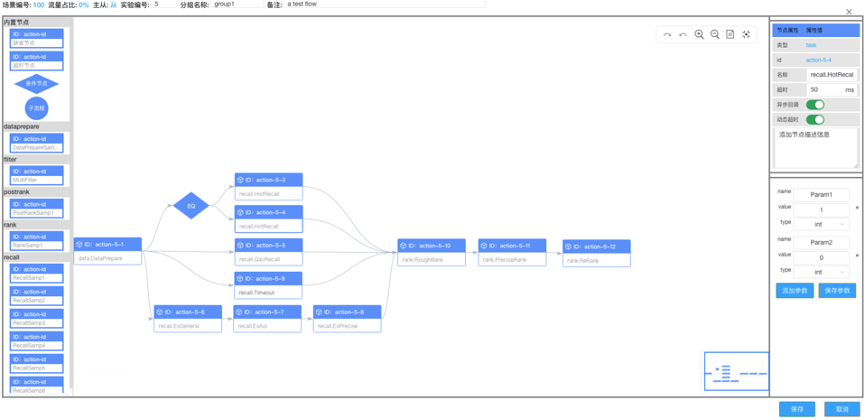 场景编号: 100 流量占比: 0% 主从: 从 实验编号: 5 分组名称: group1 备注: a test flow
内置节点
ID: action-id
缺省节点
ID: action-id
超时节点
条件节点
子流程
dataprepare
ID: action-id
DataPrepareSam...
filter
ID: action-id
MultiFilter
postrank
ID: action-id
PostRankSamp1
rank
ID: action-id
RankSamp1
recall
ID: action-id
RecallSamp1
ID: action-id
RecallSamp2
ID: action-id
RecallSamp3
ID: action-id
RecallSamp4
ID: action-id
RecallSamp5
ID: action-id
RecallSamp6
ID: action-5-1
data.DataPrepare
EQ
ID: action-5-3
recall.HotRecall
ID: action-5-4
recall.HotRecall
ID: action-5-5
recall.GscRecall
ID: action-5-9
recall.Timeout
ID: action-5-6
recall.EsGeneral
ID: action-5-7
recall.EsAoi
ID: action-5-8
recall.EsPrecise
ID: action-5-10
rank.RoughRank
ID: action-5-11
rank.PreciseRank
ID: action-5-12
rank.ReRank
节点属性 属性值
类型 task
id action-5-4
名称 recall.HotRecal
超时 50 ms
异步回调
动态超时
添加节点描述信息
name Param1
value 1 *
type int
name Param2
value 0 *
type int
添加参数 保存参数
保存 取消